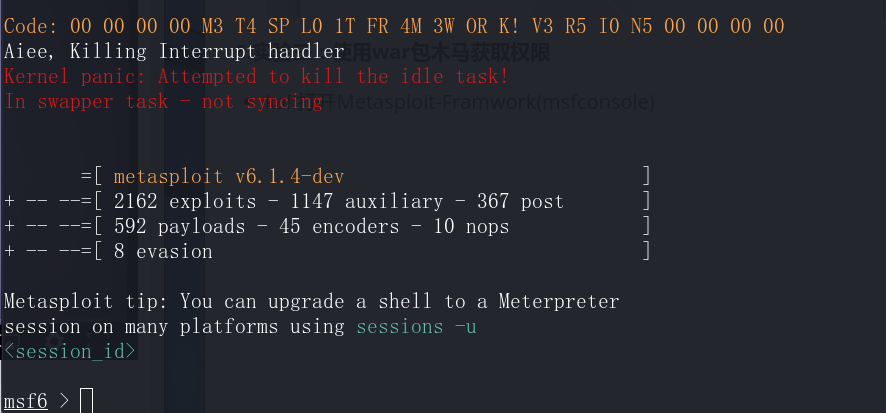 Code: 00 00 00 00 M3 T4 SP L0 1T FR 4M 3W OR K! V3 R5 I0 N5 00 00 00 00
Aiee, Killing Interrupt handler
用war包木马获取权限
Kernel panic: Attempted to kill the idle task!
In swapper task - not syncing
开Metasploit-Framwork(msfconsole)
=[ metasploit v6.1.4-dev ]
+ -- --=[ 2162 exploits - 1147 auxiliary - 367 post ]
+ -- --=[ 592 payloads - 45 encoders - 10 nops ]
+ -- --=[ 8 evasion ]
Metasploit tip: You can upgrade a shell to a Meterpreter
session on many platforms using sessions -u
<session_id>
msf6 >